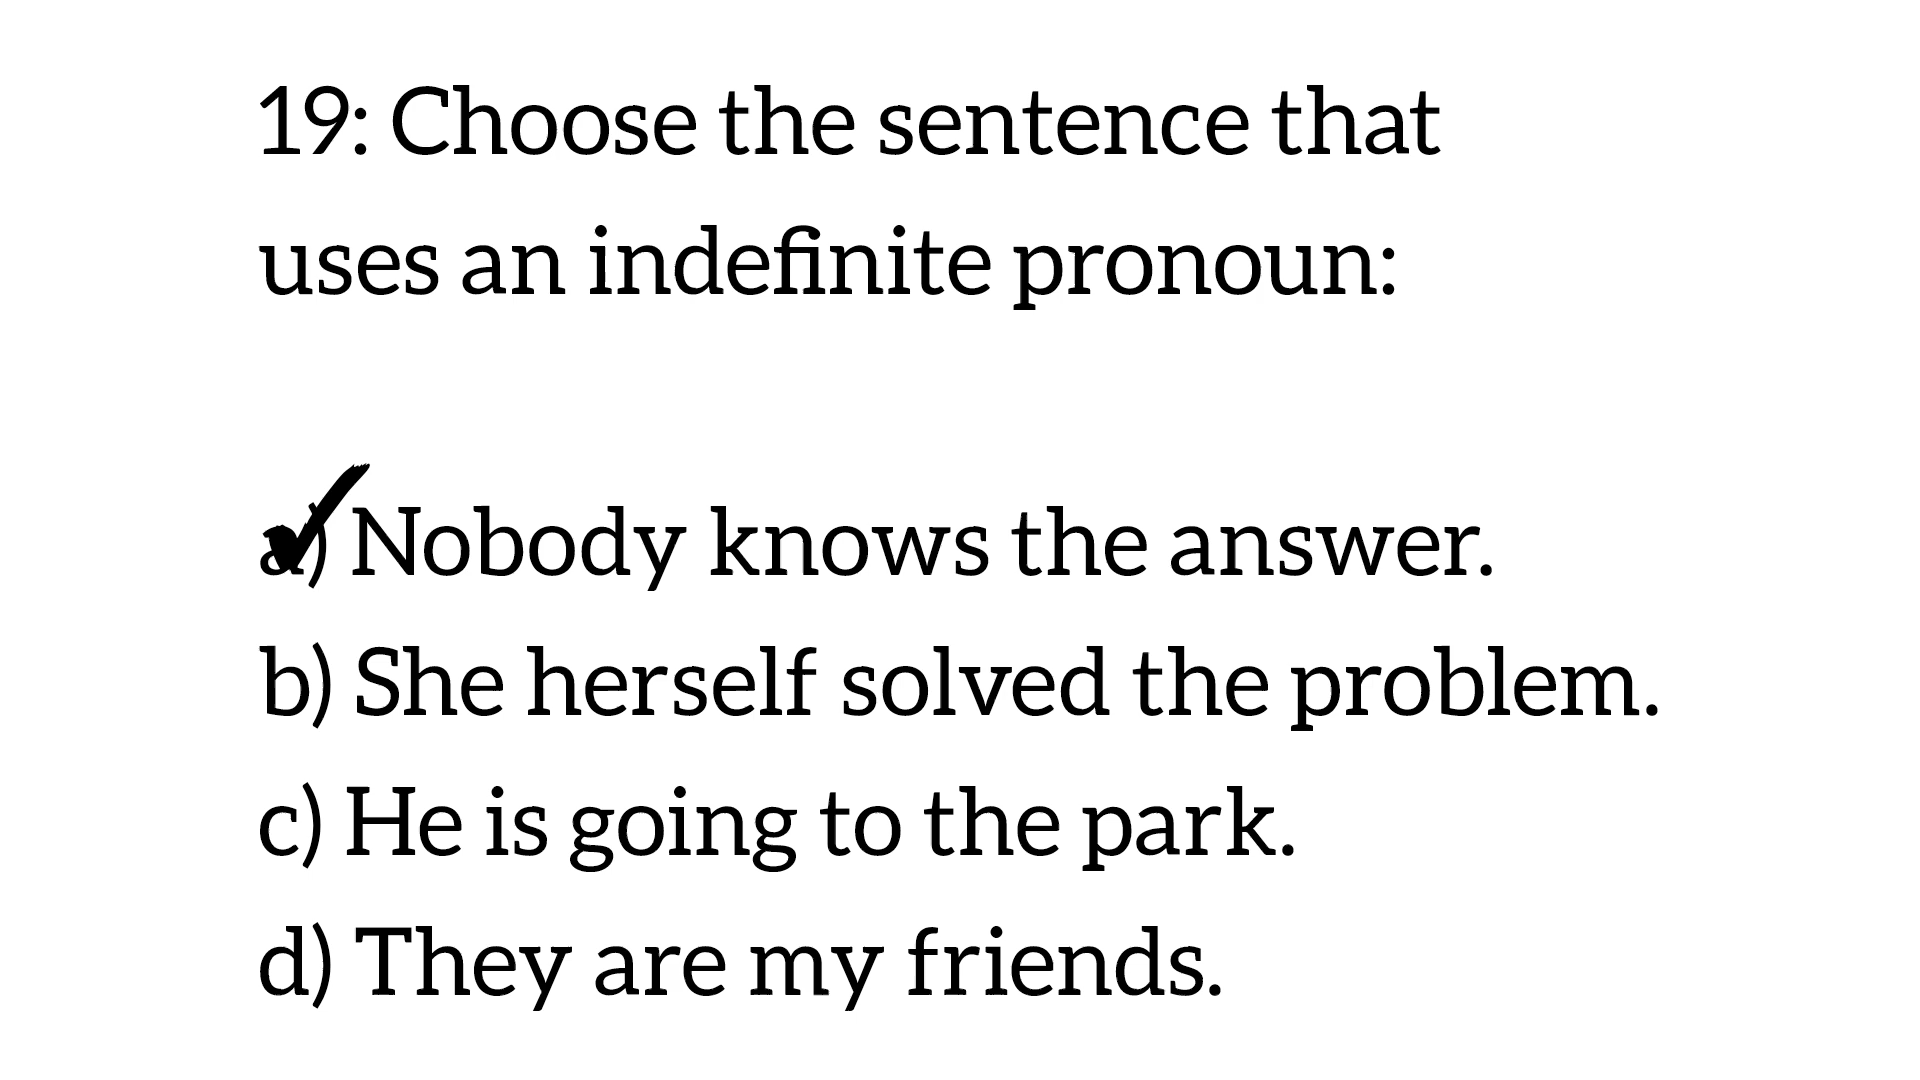 19: Choose the sentence that
uses an indefinite pronoun:
a) Nobody knows the answer.
b) She herself solved the problem.
c) He is going to the park.
d) They are my friends.